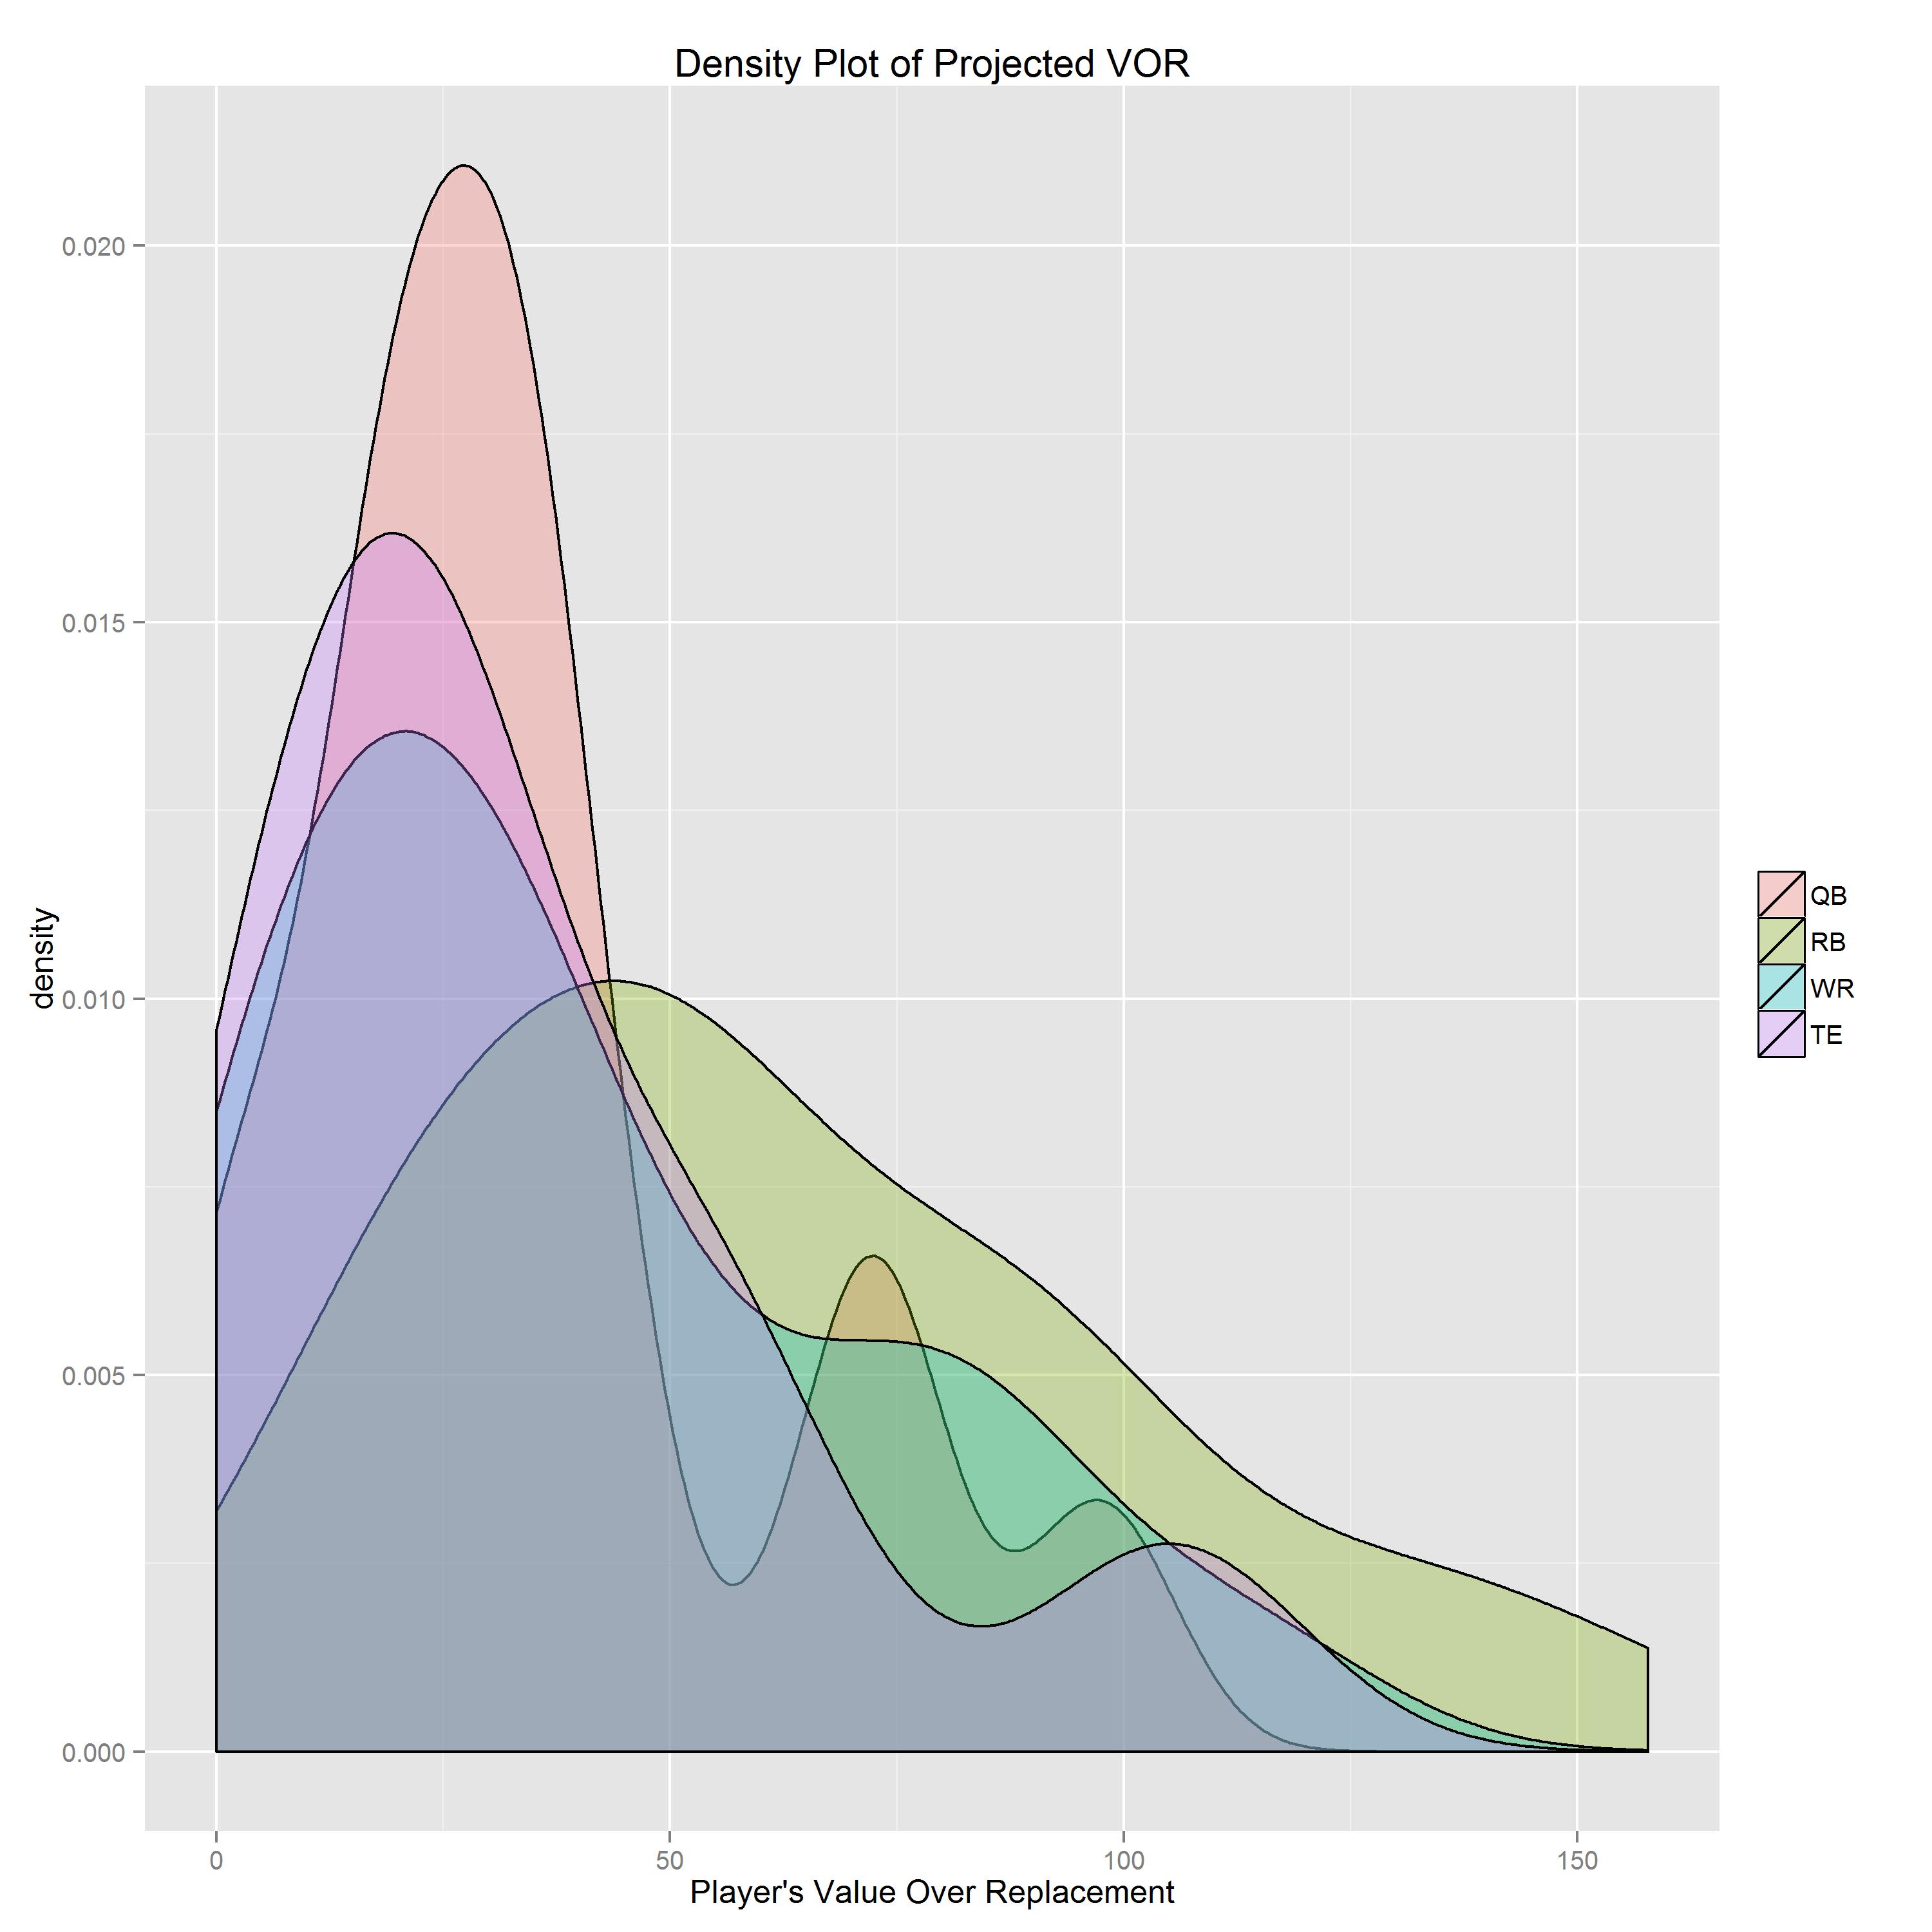 Density Plot of Projected VOR
density
0.020
0.015
0.010
0.005
0.000
0
50
100
150
Player's Value Over Replacement
QB
RB
WR
TE